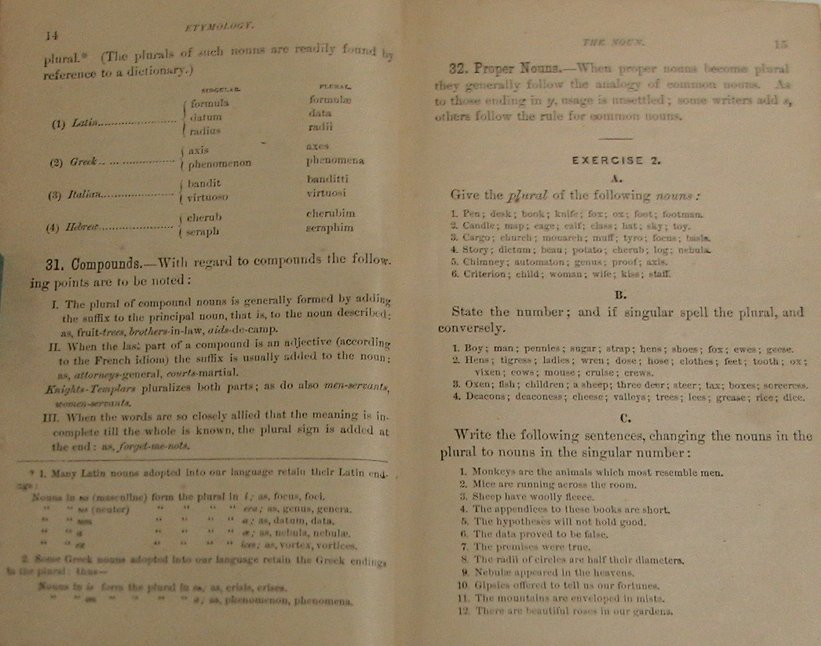 14
ETYMOLOGY.
plural.* (The plurals of such nouns are readily found by
reference to a dictionary.)
SINGULAR. PLURAL.
(1) Latin { formula formulæ
datum data
radius radii
(2) Greek { axis axes
phenomenon phenomena
(3) Italian { bandit banditti
virtuoso virtuosi
(4) Hebrew { cherub cherubim
seraph seraphim
31. Compounds.—With regard to compounds the follow-
ing points are to be noted:
I. The plural of compound nouns is generally formed by adding
the suffix to the principal noun, that is, to the noun described;
as, fruit-trees, brothers-in-law, aids-de-camp.
II. When the last part of a compound is an adjective (according
to the French idiom) the suffix is usually added to the noun;
as, attorneys-general, courts-martial.
Knights-Templars pluralizes both parts; as do also men-servants,
women-servants.
III. When the words are so closely allied that the meaning is in-
complete till the whole is known, the plural sign is added at
the end: as, forget-me-nots.
* 1. Many Latin nouns adopted into our language retain their Latin end-
ings:
Nouns in us (masculine) form the plural in i; as, focus, foci.
" " us (neuter) " " " " era; as, genus, genera.
" " um " " " " a; as, datum, data.
" " a " " " " æ; as, nebula, nebulæ.
" " ex " " " " ices; as, vortex, vortices.
2. Some Greek nouns adopted into our language retain the Greek endings
in the plural: thus—
Nouns in is form the plural in es, as, crisis, crises.
" " on " " " " a; as, phenomenon, phenomena.
THE NOUN. 15
32. Proper Nouns.—When proper nouns become plural
they generally follow the analogy of common nouns. As
to those ending in y, usage is unsettled; some writers add s,
others follow the rule for common nouns.
EXERCISE 2.
A.
Give the plural of the following nouns:
1. Pen; desk; book; knife; fox; ox; foot; footman.
2. Candle; map; cage; calf; class; hat; sky; toy.
3. Cargo; church; monarch; muff; tyro; focus; basis.
4. Story; dictum; beau; potato; cherub; log; nebula.
5. Chimney; automaton; genus; proof; axis.
6. Criterion; child; woman; wife; kiss; staff.
B.
State the number; and if singular spell the plural, and
conversely.
1. Boy; man; pennies; sugar; strap; hens; shoes; fox; ewes; geese.
2. Hens; tigress; ladies; wren; dose; hose; clothes; feet; tooth; ox;
vixen; cows; mouse; cruise; crews.
3. Oxen; fish; children; a sheep; three deer; steer; tax; boxes; sorceress.
4. Deacons; deaconess; cheese; valleys; trees; lees; grease; rice; dice.
C.
Write the following sentences, changing the nouns in the
plural to nouns in the singular number:
1. Monkeys are the animals which most resemble men.
2. Mice are running across the room.
3. Sheep have woolly fleece.
4. The appendices to these books are short.
5. The hypotheses will not hold good.
6. The data proved to be false.
7. The premises were true.
8. The radii of circles are half their diameters.
9. Nebulæ appeared in the heavens.
10. Gipsies offered to tell us our fortunes.
11. The mountains are enveloped in mists.
12. There are beautiful roses in our gardens.